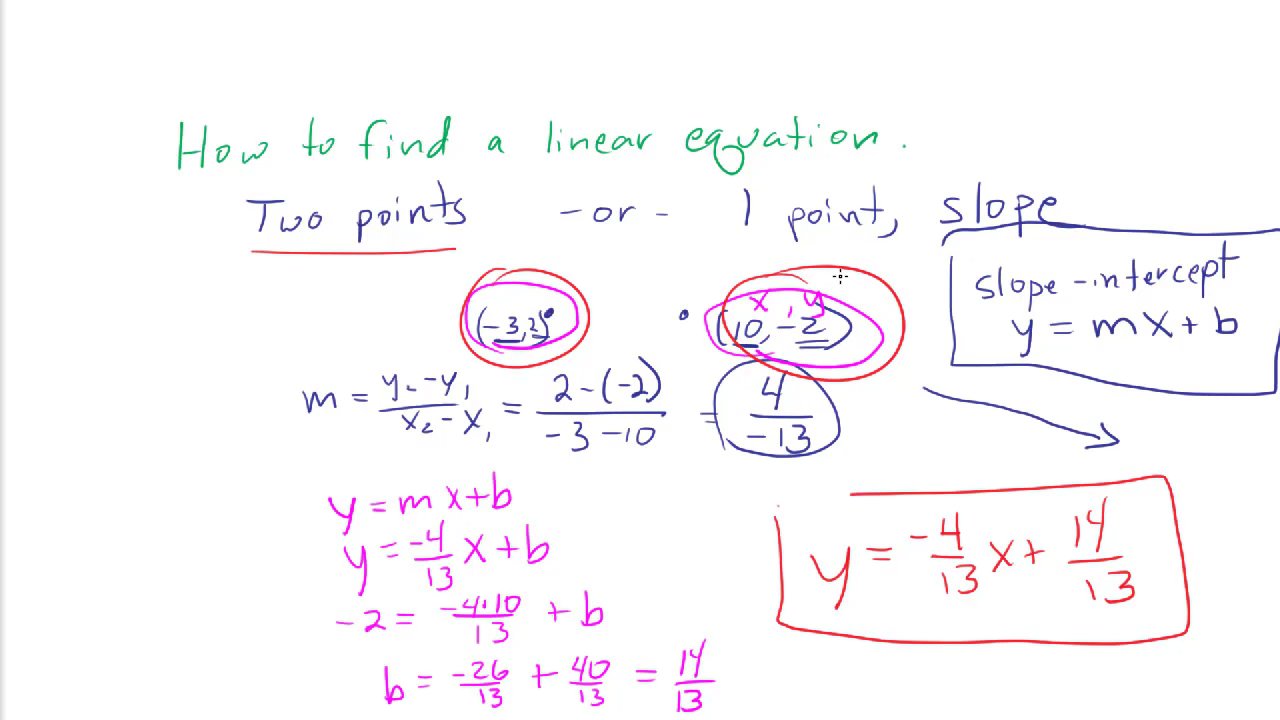 How to find a linear equation.
Two points -or- 1 point, slope
slope-intercept
y = mx + b
(-3,2) (10,-2)
x, y
m = y₂-y₁/x₂-x₁ = 2-(-2)/-3-10 = 4/-13
y = mx+b
y = -4/13 x + b
-2 = -4·10/13 + b
b = -26/13 + 40/13 = 14/13
y = -4/13 x + 14/13